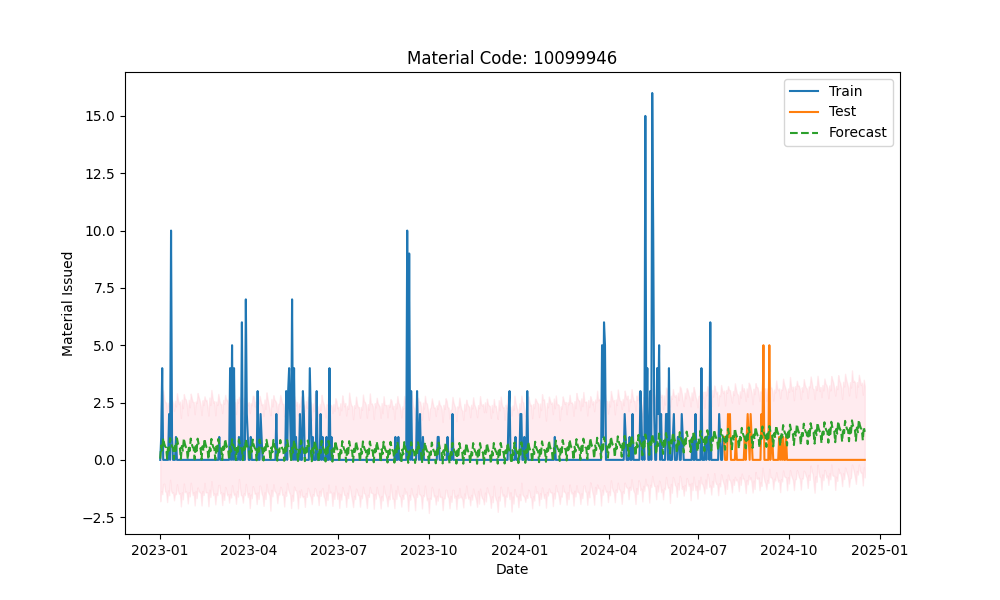 Material Code: 10099946
Train
Test
Forecast
15.0
12.5
10.0
7.5
5.0
2.5
0.0
−2.5
Material Issued
2023-01 2023-04 2023-07 2023-10 2024-01 2024-04 2024-07 2024-10 2025-01
Date